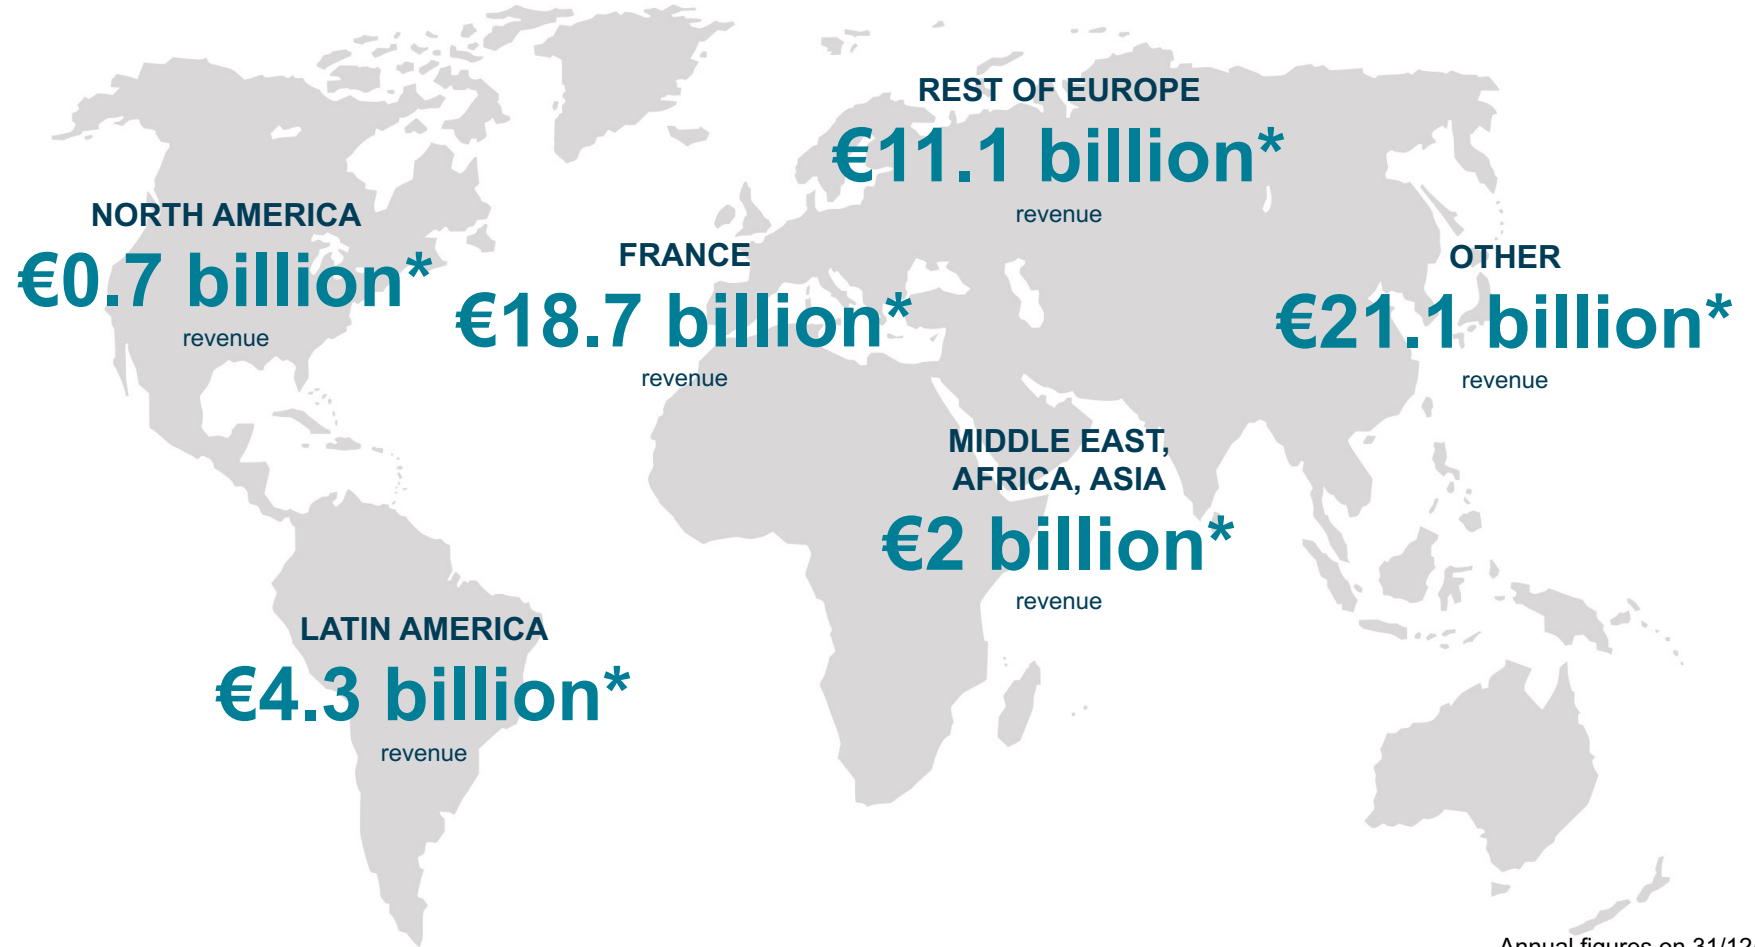 REST OF EUROPE
€11.1 billion*
revenue
NORTH AMERICA
€0.7 billion*
revenue
FRANCE
€18.7 billion*
revenue
OTHER
€21.1 billion*
revenue
MIDDLE EAST,
AFRICA, ASIA
€2 billion*
revenue
LATIN AMERICA
€4.3 billion*
revenue
Annual figures on 31/12